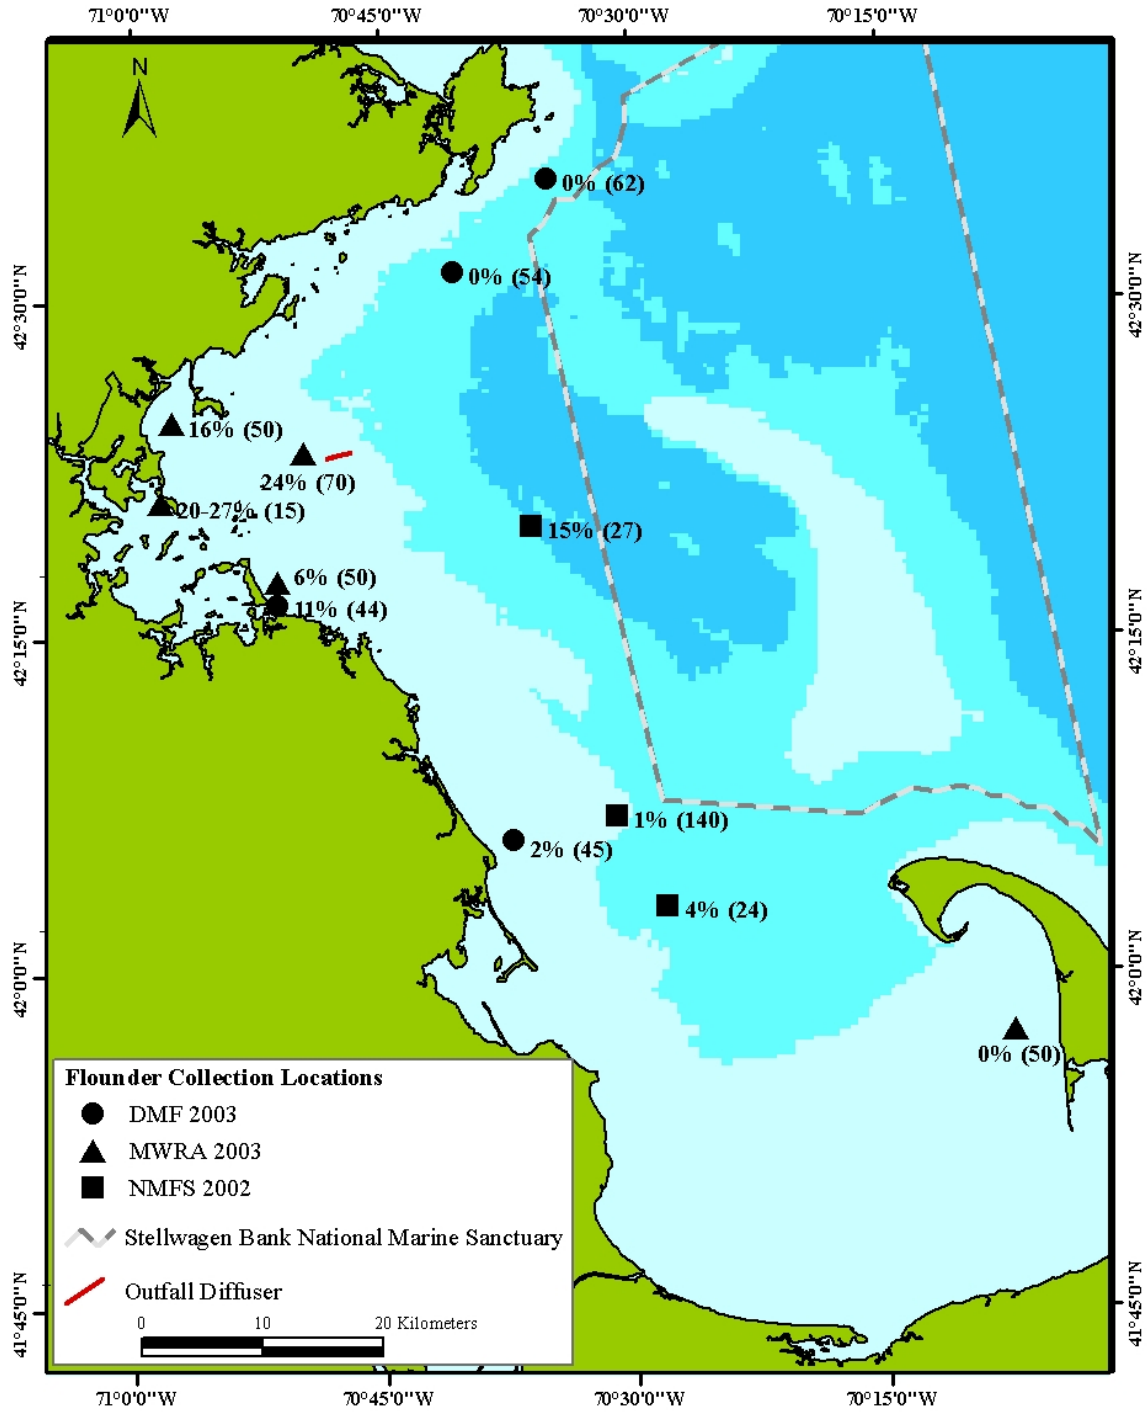 71°0'0"W 70°45'0"W 70°30'0"W 70°15'0"W
N
0% (62)
0% (54)
42°30'0"N
42°30'0"N
16% (50)
24% (70)
20-27% (15)
15% (27)
6% (50)
11% (44)
42°15'0"N
42°15'0"N
1% (140)
2% (45)
4% (24)
42°0'0"N
42°0'0"N
0% (50)
Flounder Collection Locations
DMF 2003
MWRA 2003
NMFS 2002
Stellwagen Bank National Marine Sanctuary
Outfall Diffuser
0 10 20 Kilometers
41°45'0"N
41°45'0"N
71°0'0"W 70°45'0"W 70°30'0"W 70°15'0"W